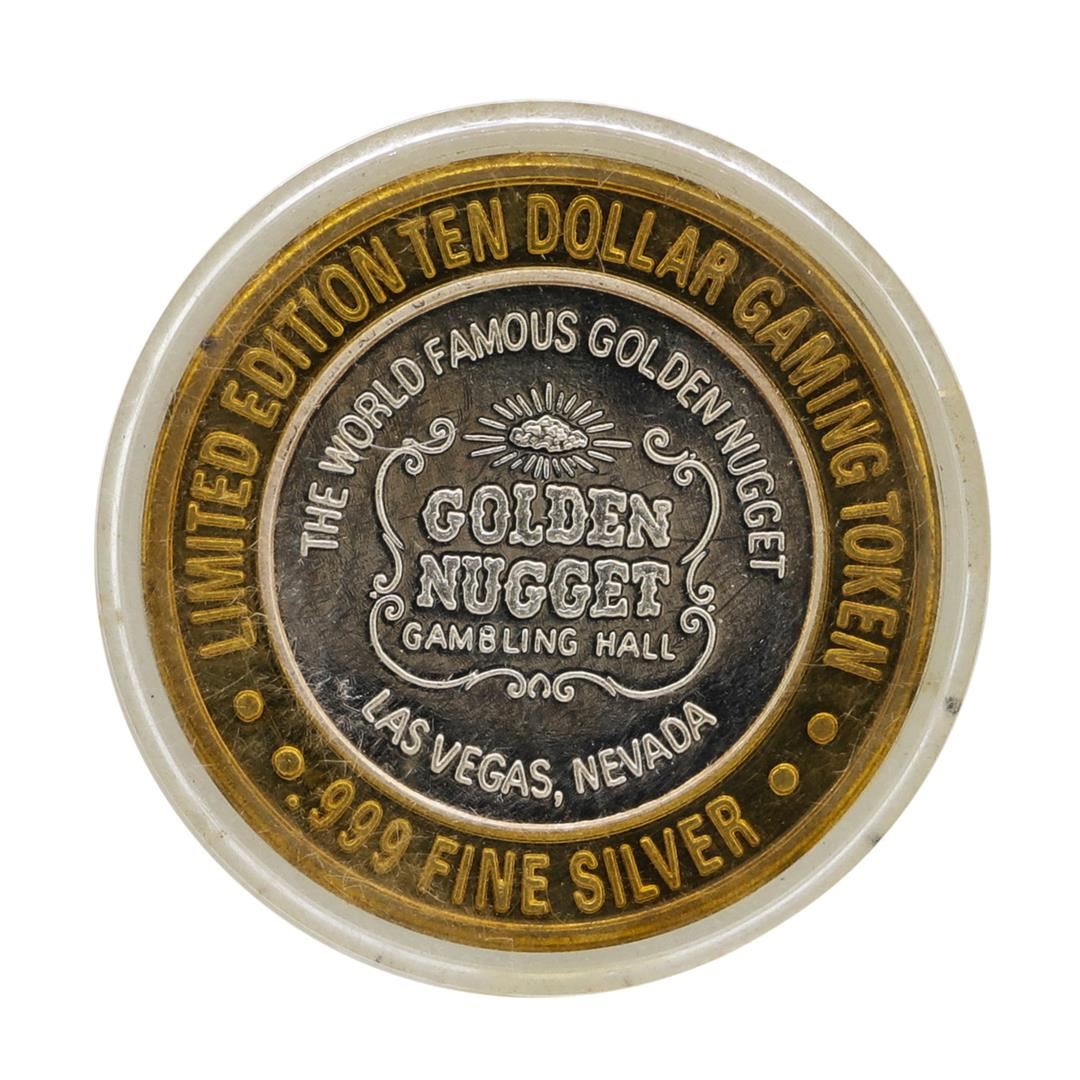 LIMITED EDITION TEN DOLLAR GAMING TOKEN
THE WORLD FAMOUS GOLDEN NUGGET
GOLDEN
NUGGET
GAMBLING HALL
LAS VEGAS, NEVADA
.999 FINE SILVER